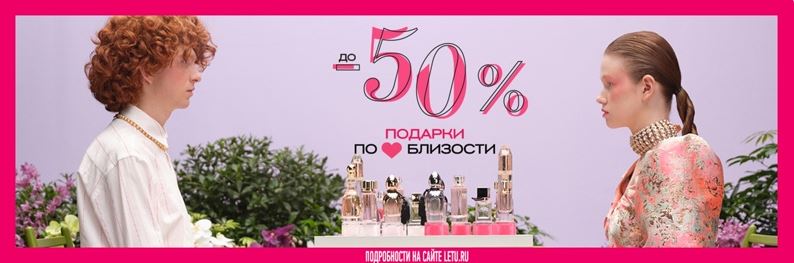 ДО
-50%
ПОДАРКИ
ПО БЛИЗОСТИ
ПОДРОБНОСТИ НА САЙТЕ LETU.RU